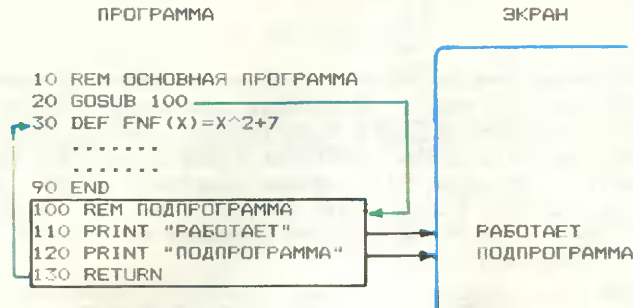 ПРОГРАММА
ЭКРАН
10 REM ОСНОВНАЯ ПРОГРАММА
20 GOSUB 100
30 DEF FNF(X)=X^2+7
.......
.......
90 END
100 REM ПОДПРОГРАММА
110 PRINT "РАБОТАЕТ"
120 PRINT "ПОДПРОГРАММА"
130 RETURN
РАБОТАЕТ
ПОДПРОГРАММА